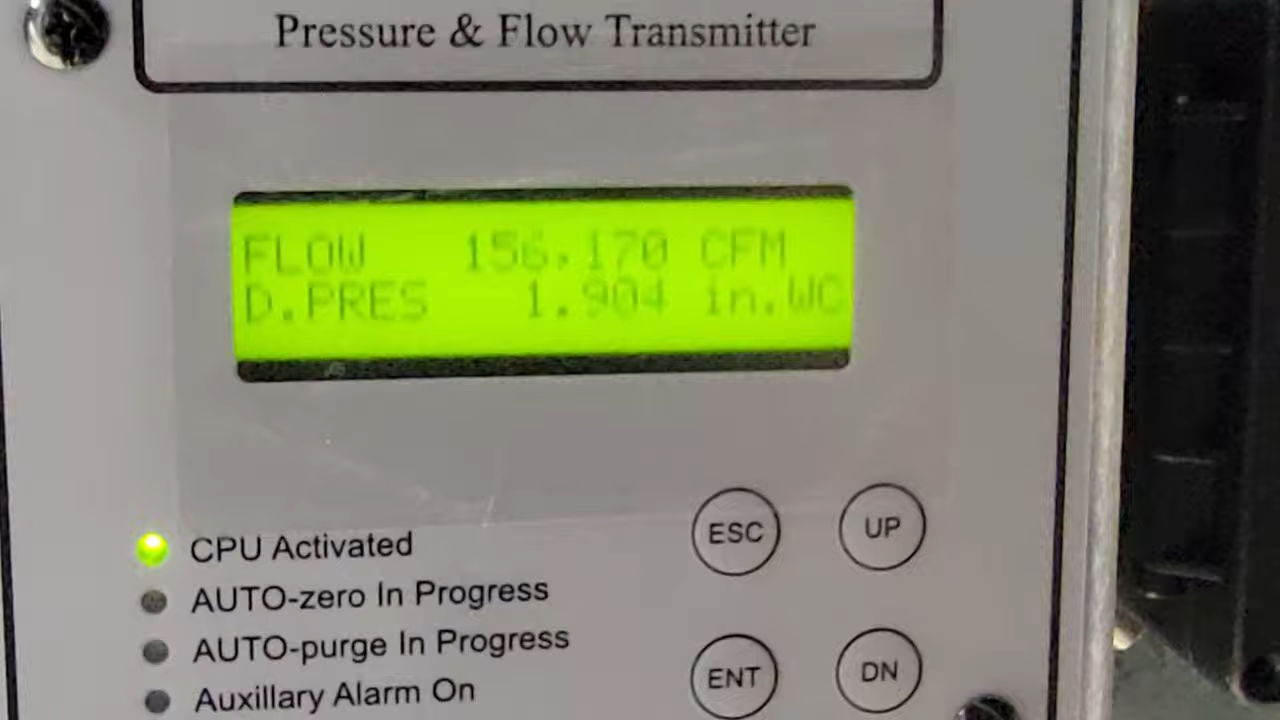 Pressure & Flow Transmitter
FLOW 156.170 CFM
D.PRES 1.904 in.WC
CPU Activated
AUTO-zero In Progress
AUTO-purge In Progress
Auxillary Alarm On
ESC
UP
ENT
DN